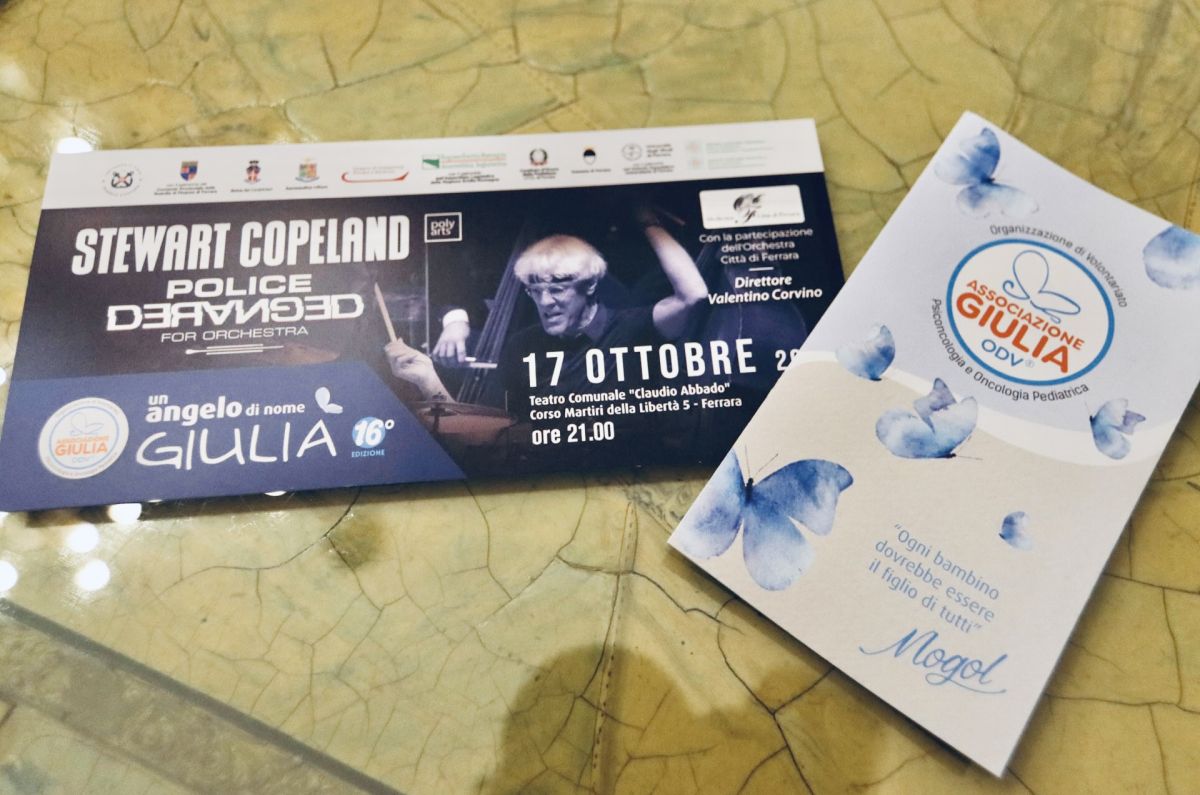 STEWART COPELAND
poly
arts
POLICE
DERANGED
FOR ORCHESTRA
Con la partecipazione
dell'Orchestra
Città di Ferrara
Direttore
Valentino Corvino
17 OTTOBRE
Teatro Comunale "Claudio Abbado"
Corso Martiri della Libertà 5 - Ferrara
ore 21.00
un
angelo di nome
GIULIA
16°
EDIZIONE
ASSOCIAZIONE
GIULIA
ODV
Organizzazione di Volontariato
ASSOCIAZIONE
GIULIA
ODV®
Psiconcologia e Oncologia Pediatrica
"Ogni bambino
dovrebbe essere
il figlio di tutti"
Mogol